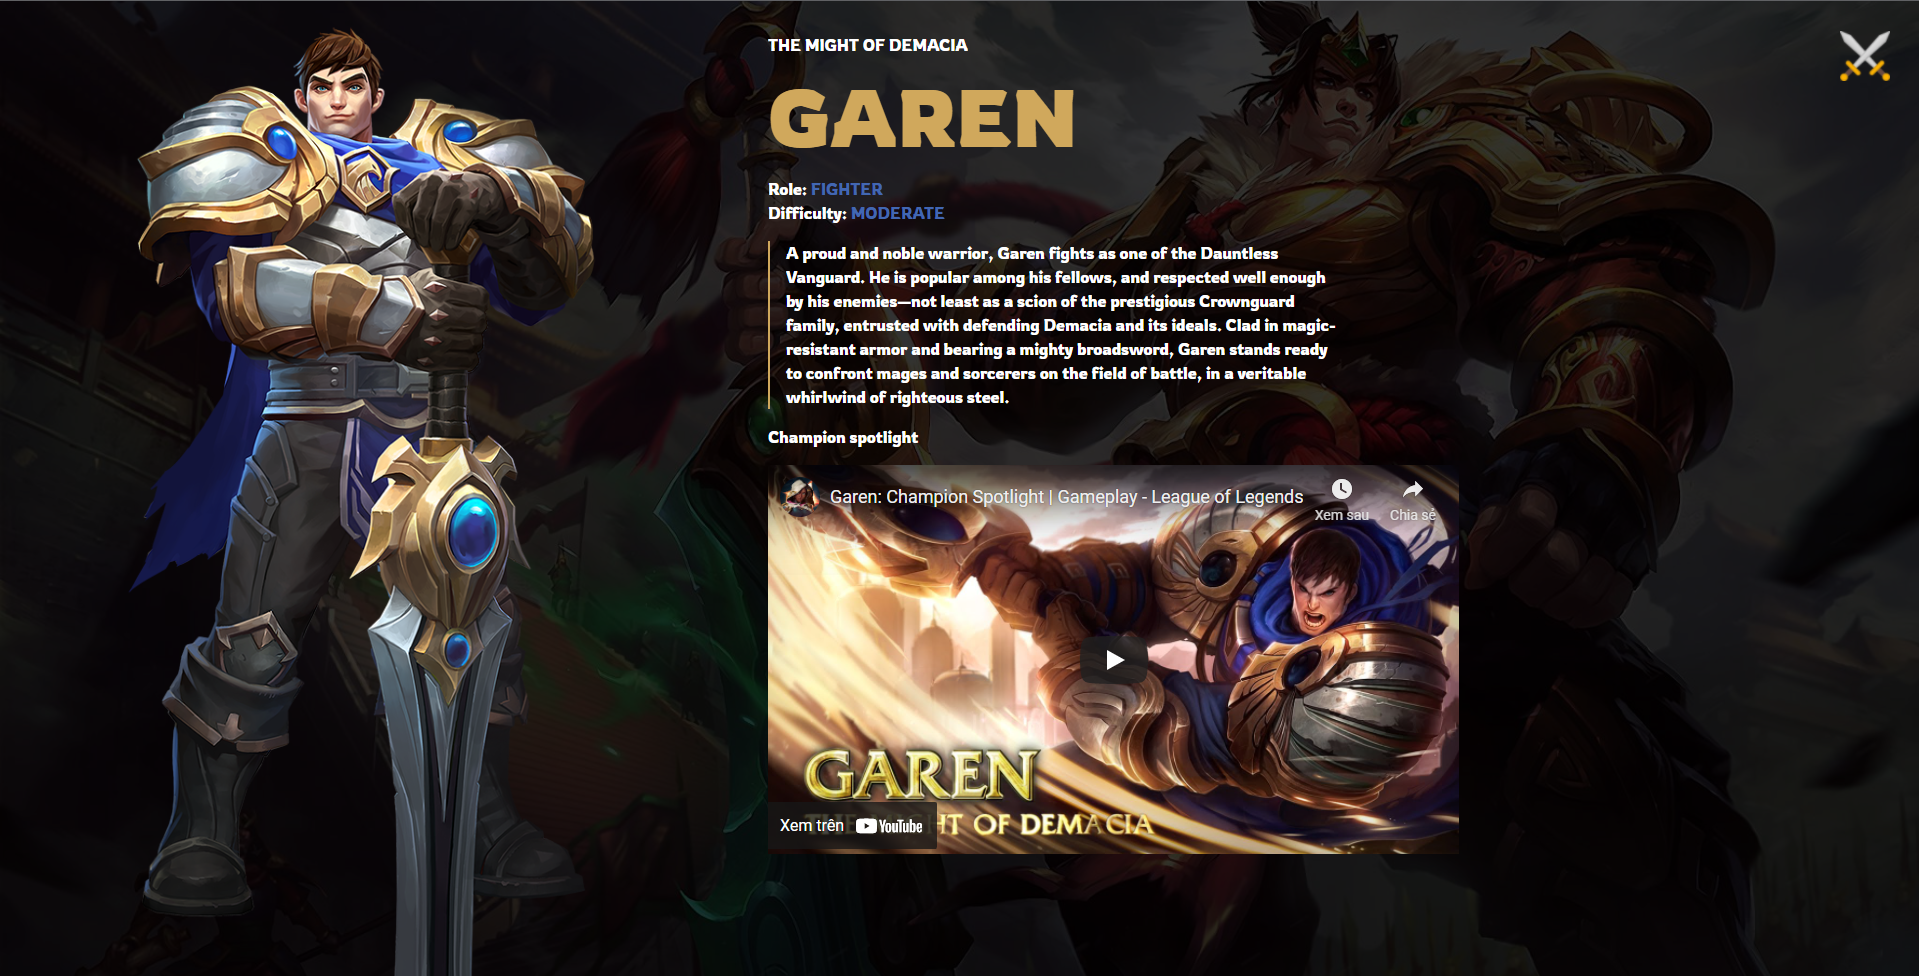 THE MIGHT OF DEMACIA
GAREN
Role: FIGHTER
Difficulty: MODERATE
A proud and noble warrior, Garen fights as one of the Dauntless
Vanguard. He is popular among his fellows, and respected well enough
by his enemies—not least as a scion of the prestigious Crownguard
family, entrusted with defending Demacia and its ideals. Clad in magic-
resistant armor and bearing a mighty broadsword, Garen stands ready
to confront mages and sorcerers on the field of battle, in a veritable
whirlwind of righteous steel.
Champion spotlight
Garen: Champion Spotlight | Gameplay - League of Legends
Xem sau
Chia sẻ
GAREN
HT OF DEMACIA
Xem trên YouTube